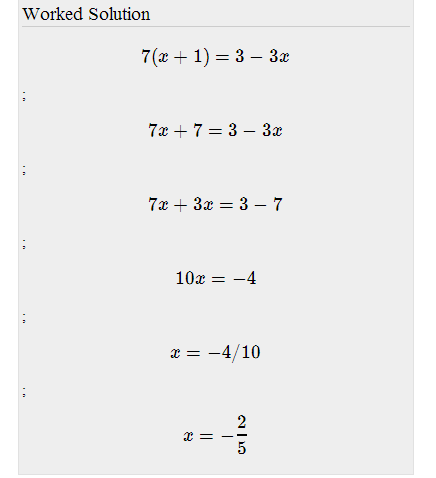 Worked Solution
7(x + 1) = 3 − 3x
;
7x + 7 = 3 − 3x
;
7x + 3x = 3 − 7
;
10x = −4
;
x = −4/10
;
x = −2/5